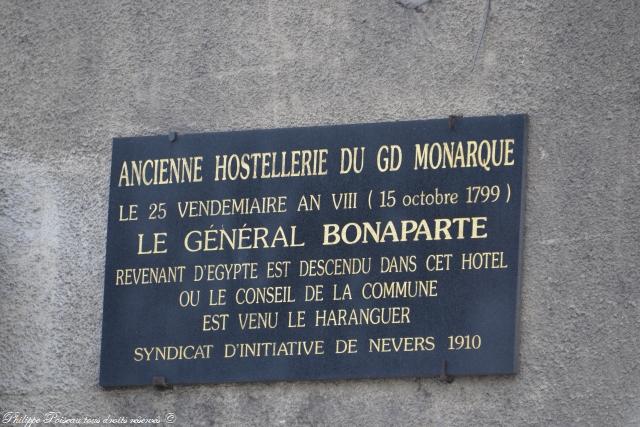 ANCIENNE HOSTELLERIE DU GD MONARQUE
LE 25 VENDEMIAIRE AN VIII ( 15 octobre 1799 )
LE GÉNÉRAL BONAPARTE
REVENANT D'EGYPTE EST DESCENDU DANS CET HOTEL
OU LE CONSEIL DE LA COMMUNE
EST VENU LE HARANGUER
SYNDICAT D'INITIATIVE DE NEVERS 1910
Philippe Poiseau tous droits réservés ©